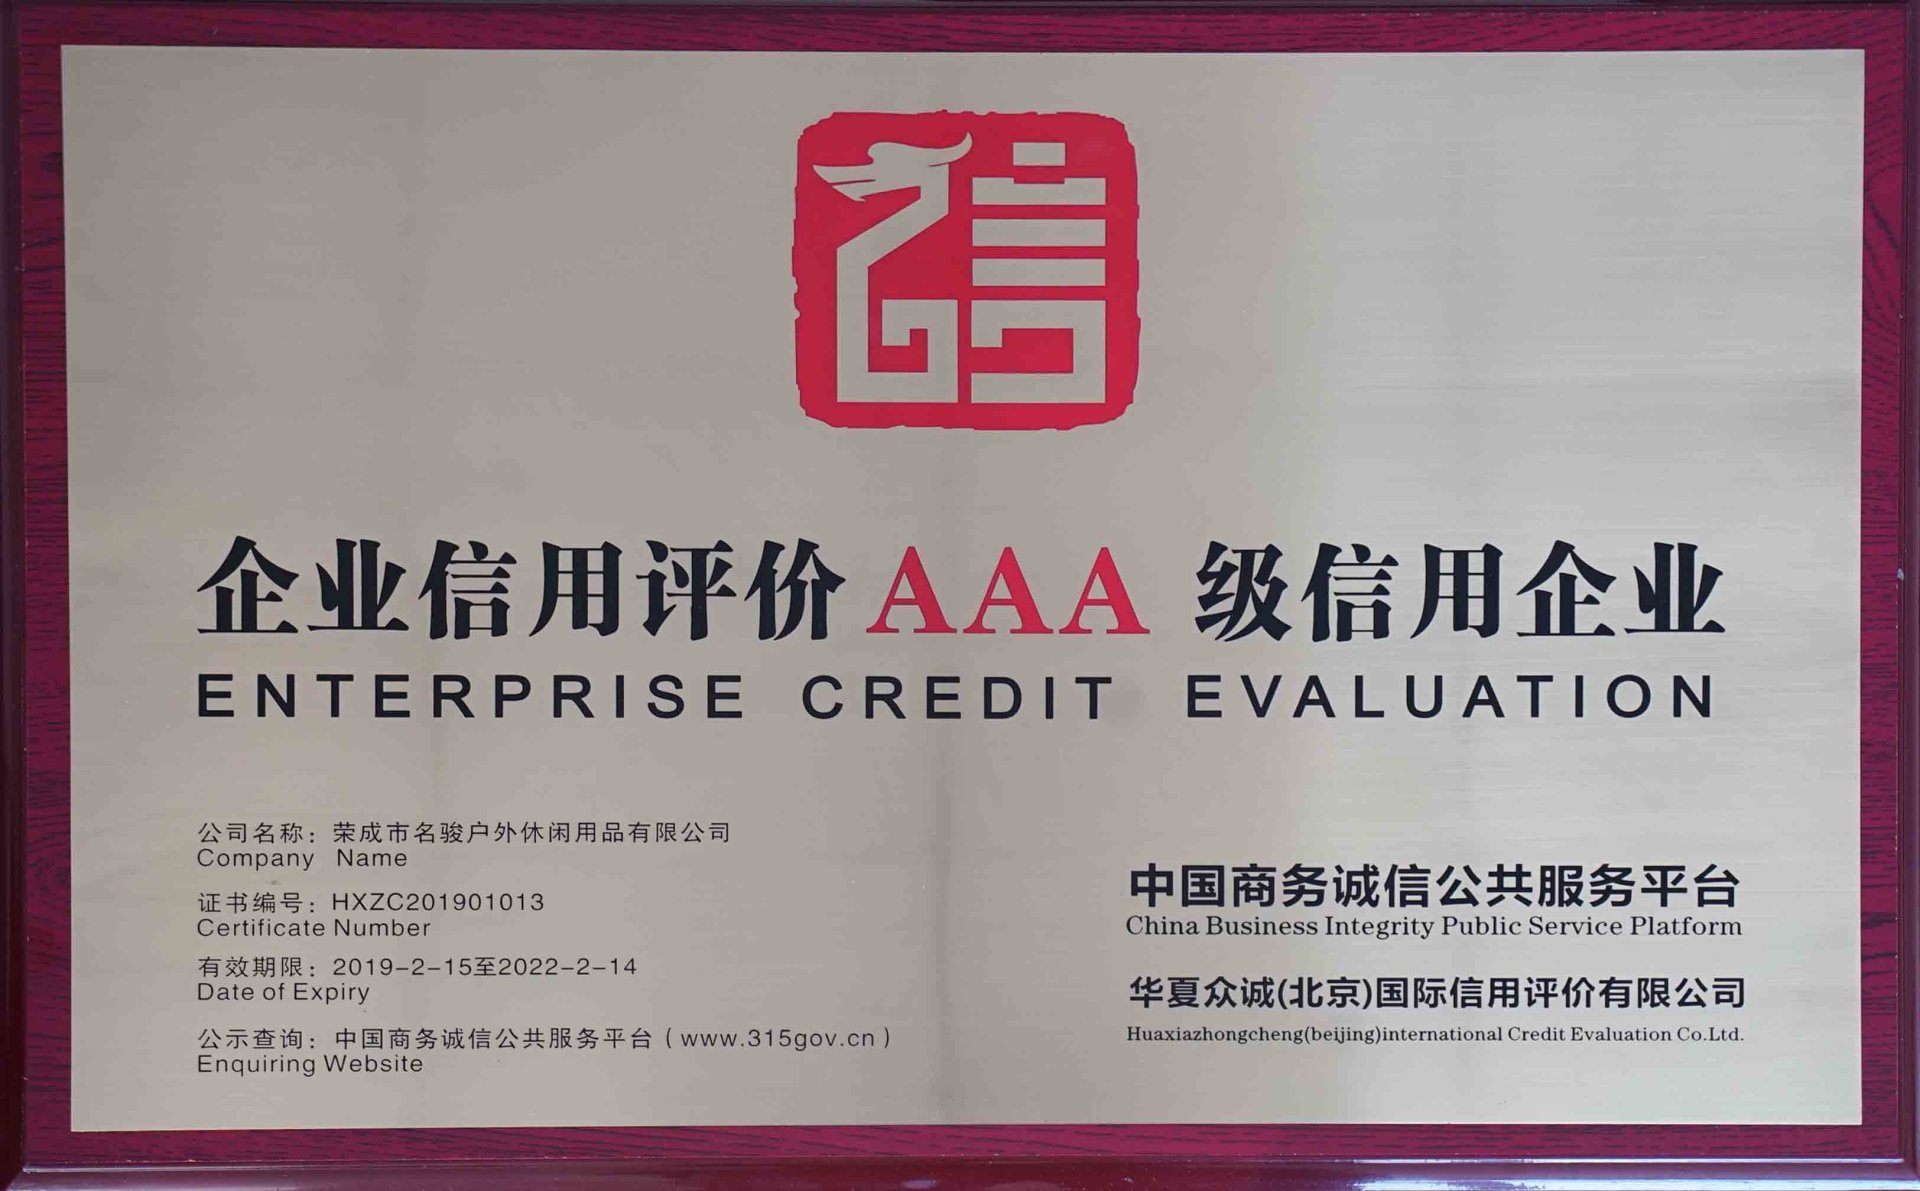 信
企业信用评价AAA级信用企业
ENTERPRISE CREDIT EVALUATION
公司名称：荣成市名骏户外休闲用品有限公司
Company Name
证书编号：HXZC201901013
Certificate Number
有效期限：2019-2-15至2022-2-14
Date of Expiry
公示查询：中国商务诚信公共服务平台（www.315gov.cn）
Enquiring Website
中国商务诚信公共服务平台
China Business Integrity Public Service Platform
华夏众诚(北京)国际信用评价有限公司
Huaxiazhongcheng(beijing)international Credit Evaluation Co.Ltd.